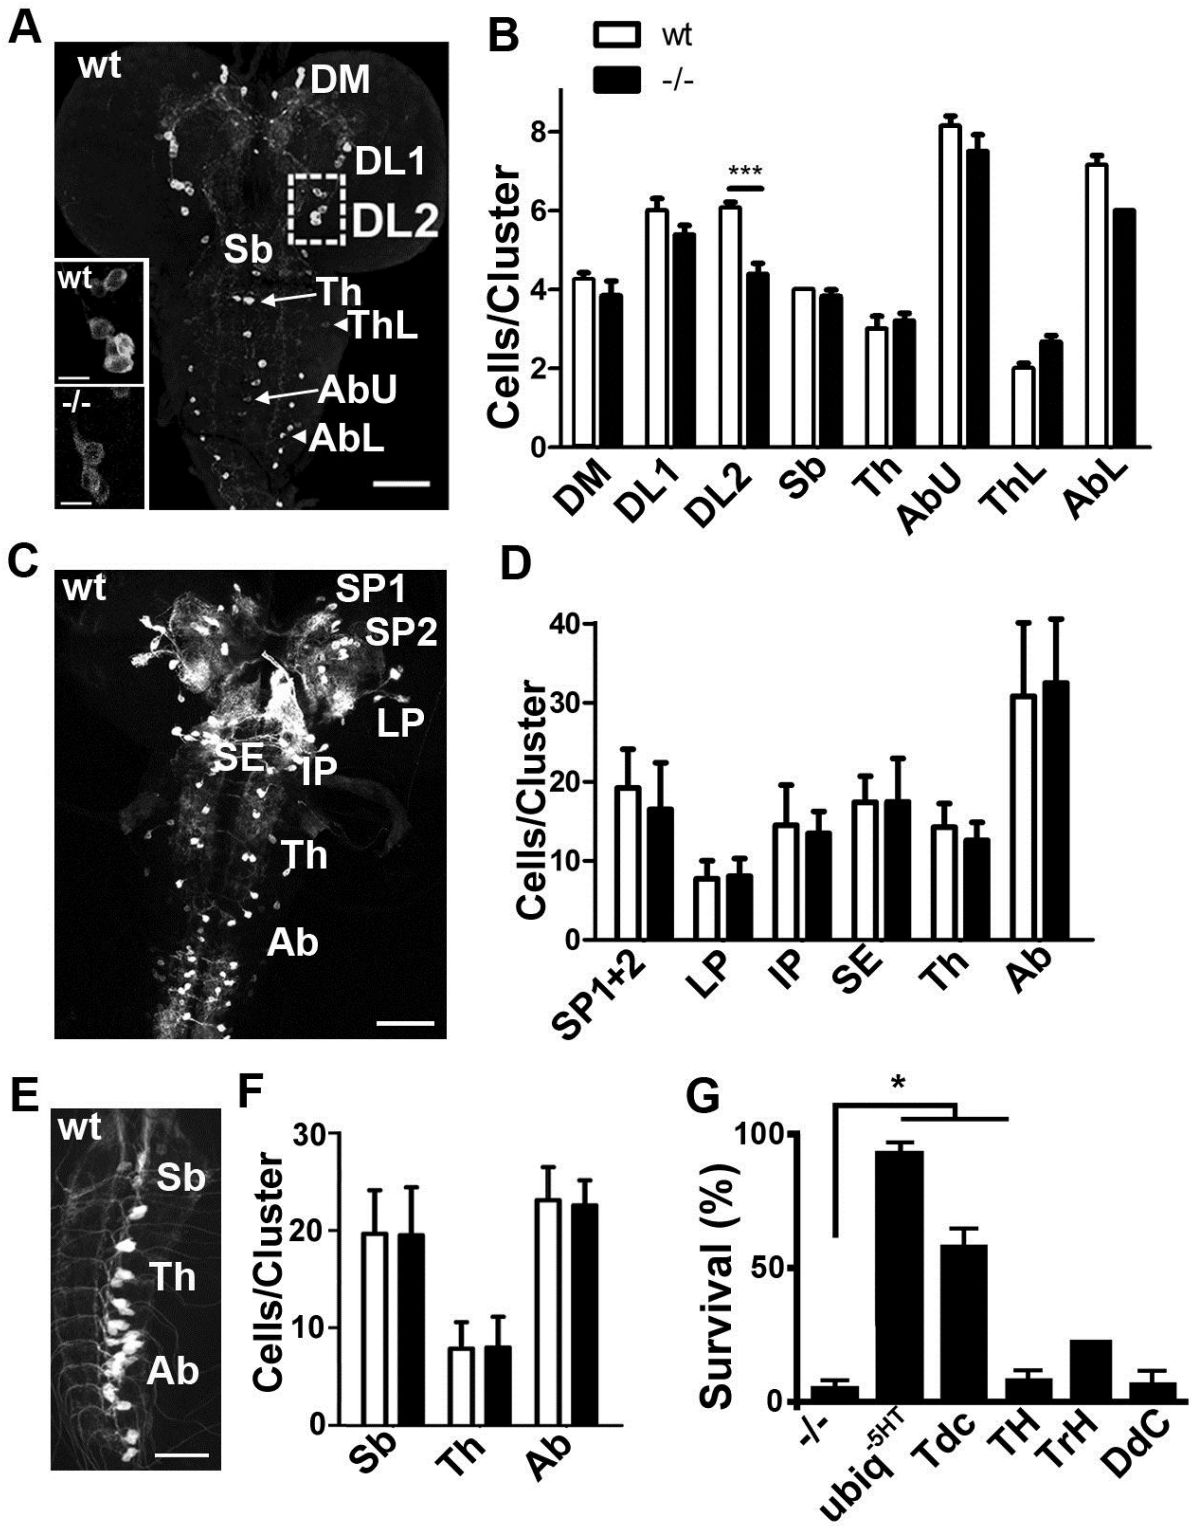 A
wt
DM
DL1
DL2
Sb
Th
ThL
AbU
AbL
wt
-/-
B
wt
-/-
Cells/Cluster
8
6
4
2
0
***
DM
DL1
DL2
Sb
Th
AbU
ThL
AbL
C
wt
SP1
SP2
LP
SE
IP
Th
Ab
D
Cells/Cluster
40
30
20
10
0
SP1+2
LP
IP
SE
Th
Ab
E
wt
Sb
Th
Ab
F
Cells/Cluster
30
20
10
0
Sb
Th
Ab
G
*
Survival (%)
100
50
0
-/-
ubiq-5HT
Tdc
TH
TrH
DdC